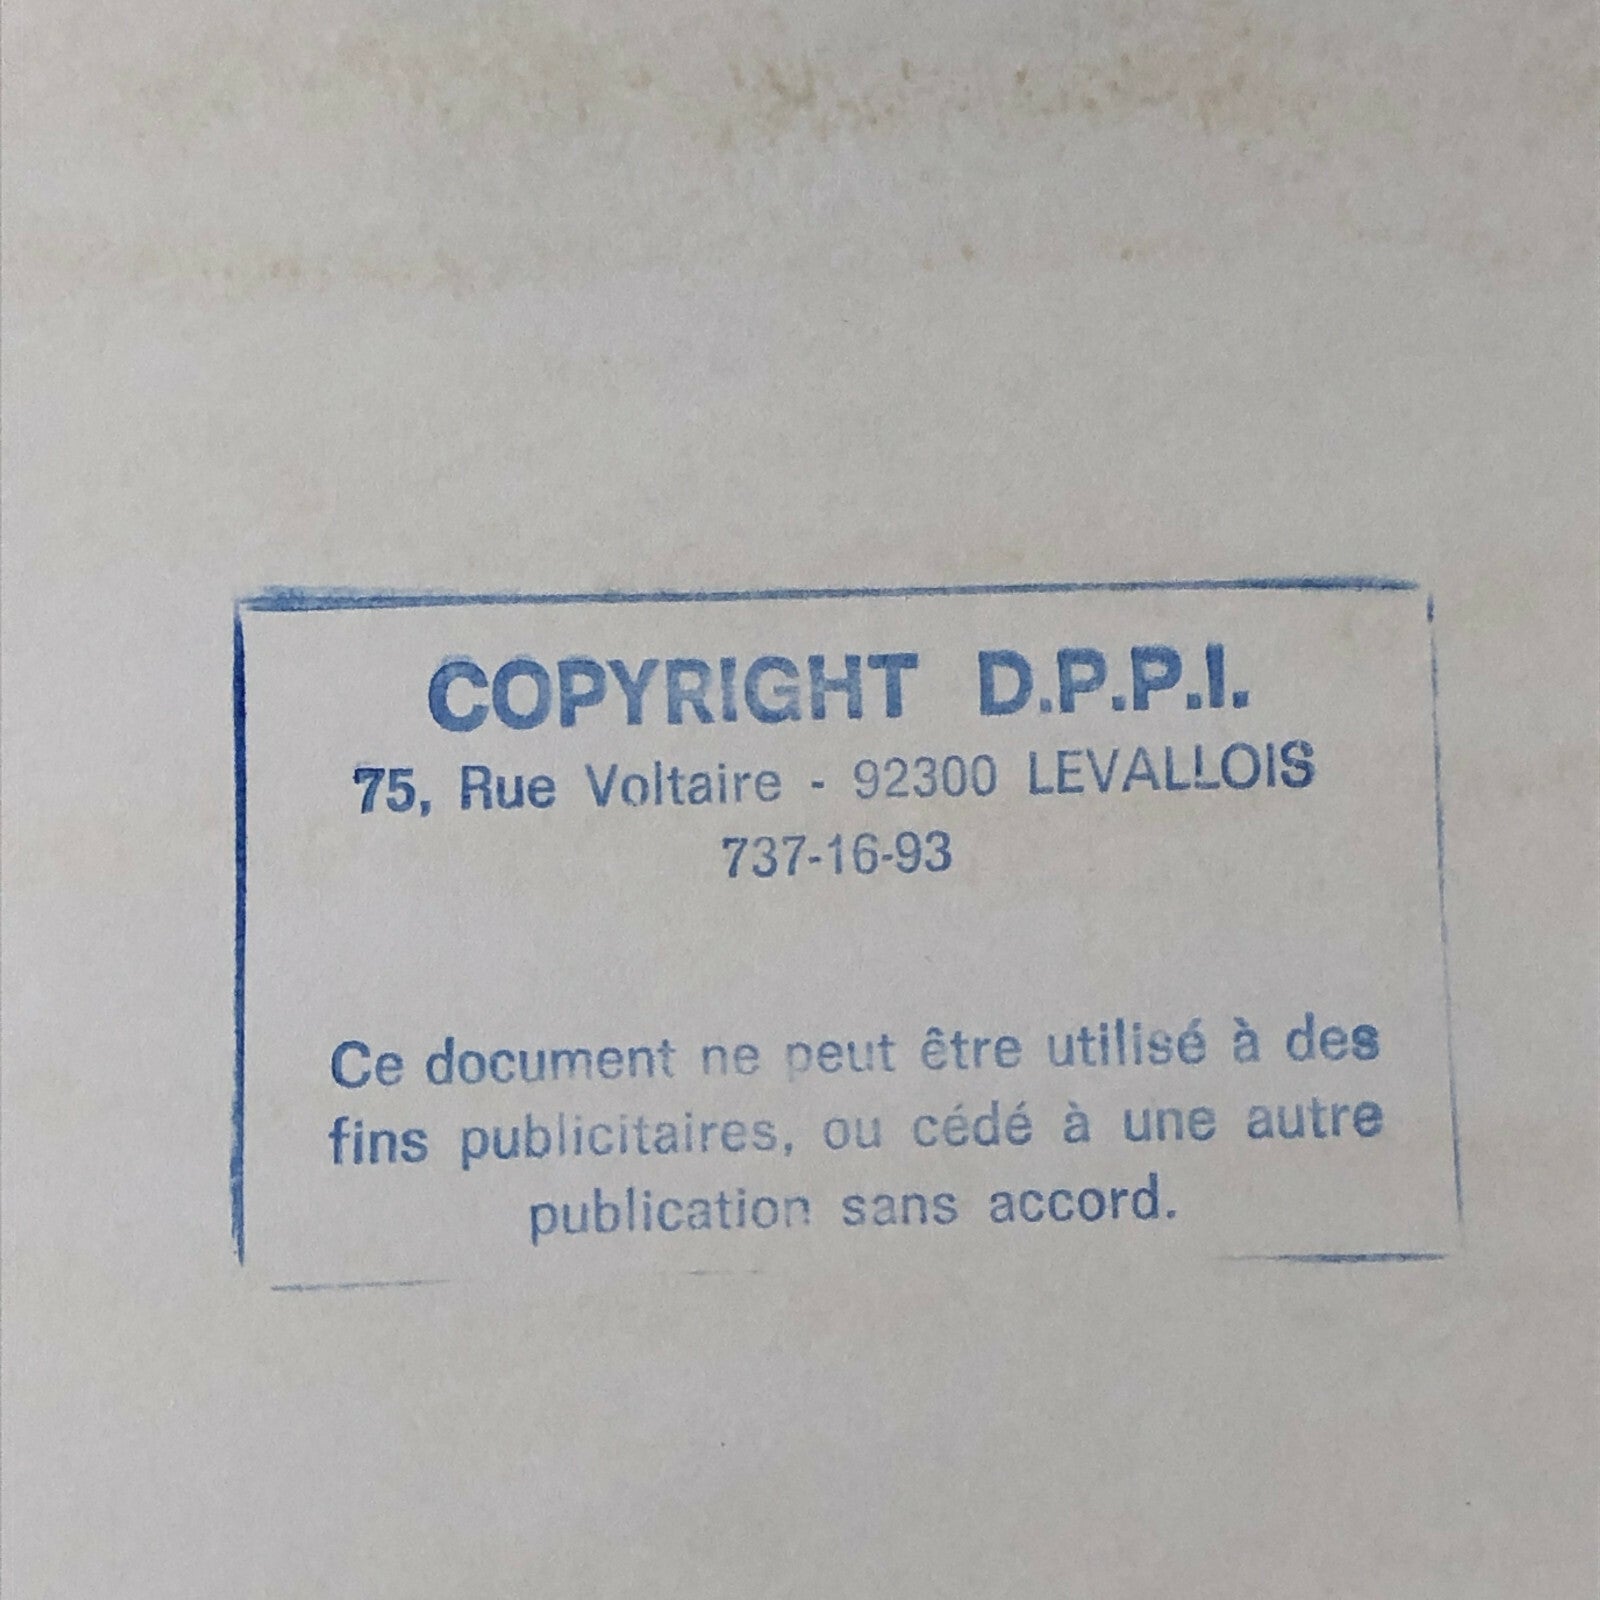 COPYRIGHT D.P.P.I.
75, Rue Voltaire - 92300 LEVALLOIS
737-16-93
Ce document ne peut être utilisé à des
fins publicitaires, ou cédé à une autre
publication sans accord.